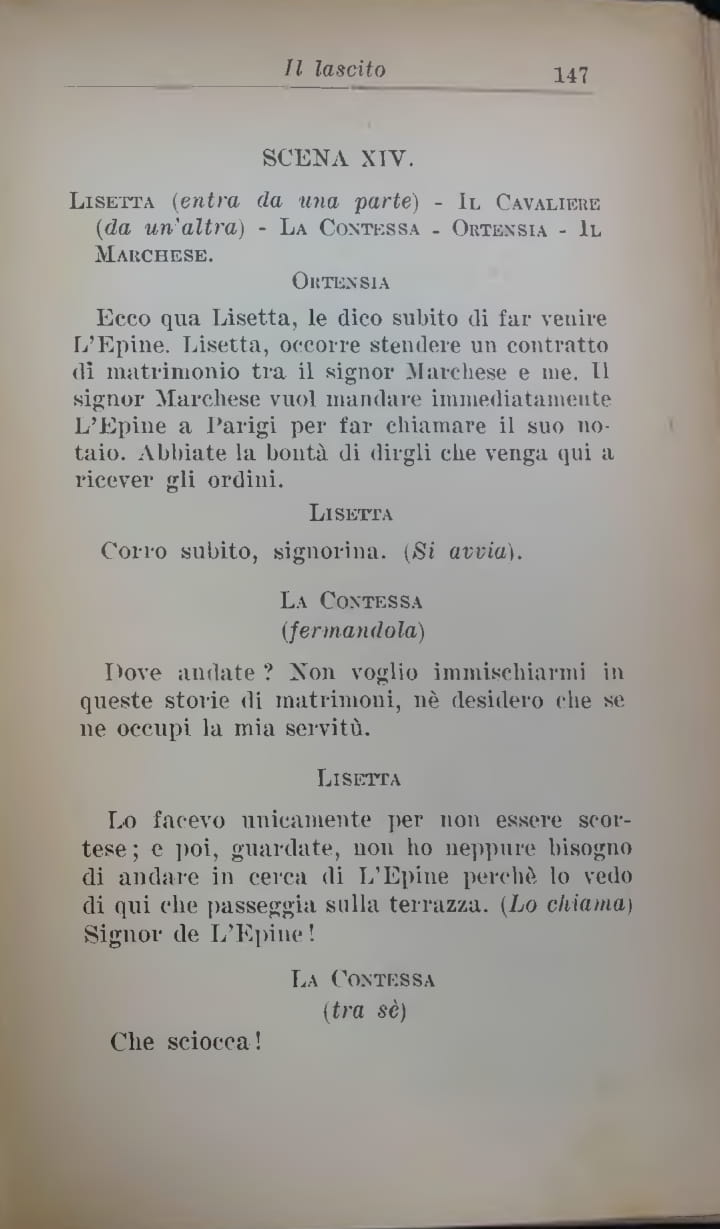 Il lascito 147
SCENA XIV.
LISETTA (entra da una parte) - IL CAVALIERE
(da un'altra) - LA CONTESSA - ORTENSIA - IL
MARCHESE.
ORTENSIA
Ecco qua Lisetta, le dico subito di far venire
L'Epine. Lisetta, occorre stendere un contratto
di matrimonio tra il signor Marchese e me. Il
signor Marchese vuol mandare immediatamente
L'Epine a Parigi per far chiamare il suo no-
taio. Abbiate la bontà di dirgli che venga qui a
ricever gli ordini.
LISETTA
Corro subito, signorina. (Si avvia).
LA CONTESSA
(fermandola)
Dove andate? Non voglio immischiarmi in
queste storie di matrimoni, nè desidero che se
ne occupi la mia servitù.
LISETTA
Lo facevo unicamente per non essere scor-
tese; e poi, guardate, non ho neppure bisogno
di andare in cerca di L'Epine perchè lo vedo
di qui che passeggia sulla terrazza. (Lo chiama)
Signor de L'Epine!
LA CONTESSA
(tra sè)
Che sciocca!